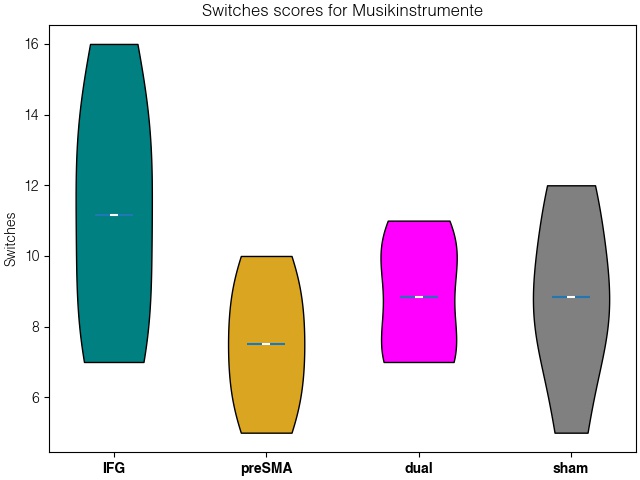 Switches scores for Musikinstrumente
16
14
12
10
8
6
Switches
IFG
preSMA
dual
sham